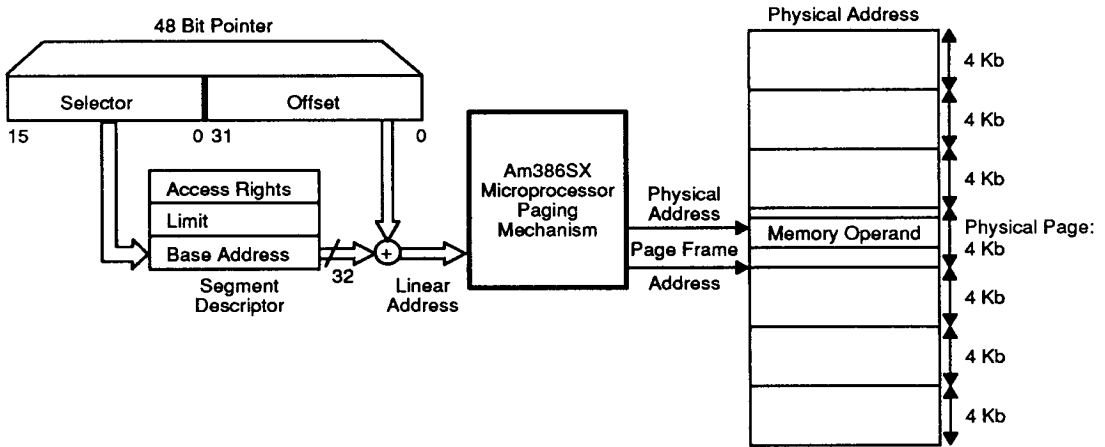 48 Bit Pointer
Selector
Offset
15
0 31
0
Access Rights
Limit
Base Address
Segment
Descriptor
32
+
Linear
Address
Am386SX
Microprocessor
Paging
Mechanism
Physical
Address
Page Frame
Address
Physical Address
Memory Operand
4 Kb
4 Kb
4 Kb
Physical Page:
4 Kb
4 Kb
4 Kb
4 Kb